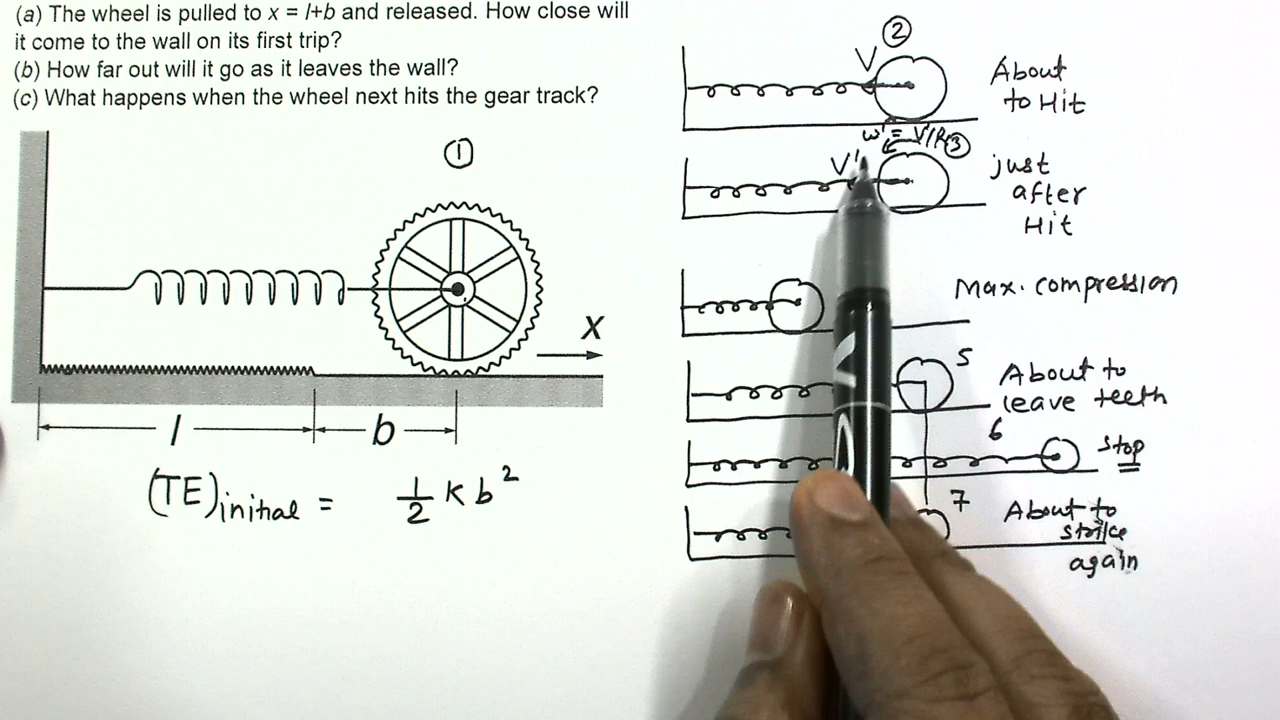 (a) The wheel is pulled to x = l+b and released. How close will
it come to the wall on its first trip?
(b) How far out will it go as it leaves the wall?
(c) What happens when the wheel next hits the gear track?
1
X
l
b
(TE)initial = 1/2 K b²
2
V
About
to Hit
ω' = V'/R
3
V'
just
after
Hit
Max. compression
5
About to
leave teeth
6
stop
7
About to
strike
again